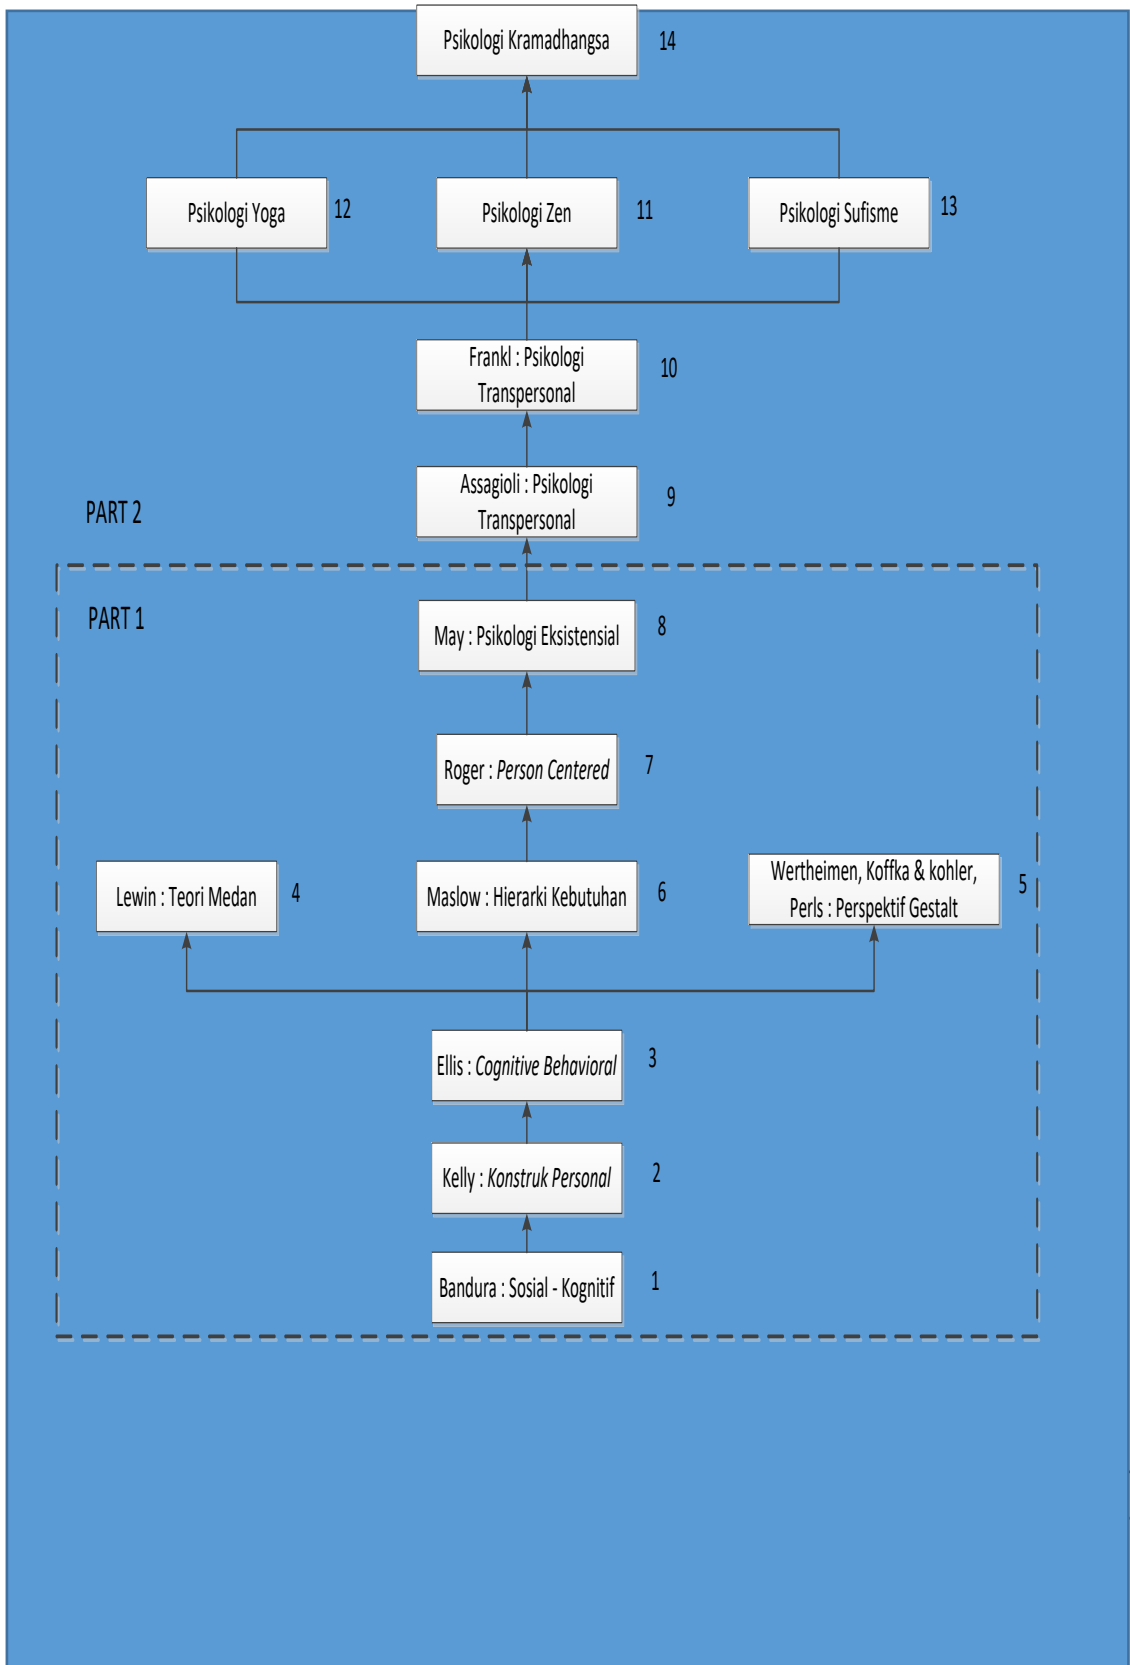 Psikologi Kramadhangsa
14
Psikologi Yoga
12
Psikologi Zen
11
Psikologi Sufisme
13
Frankl : Psikologi
Transpersonal
10
Assagioli : Psikologi
Transpersonal
9
PART 2
PART 1
May : Psikologi Eksistensial
8
Roger : Person Centered
7
Lewin : Teori Medan
4
Maslow : Hierarki Kebutuhan
6
Wertheimen, Koffka & kohler,
Perls : Perspektif Gestalt
5
Ellis : Cognitive Behavioral
3
Kelly : Konstruk Personal
2
Bandura : Sosial - Kognitif
1